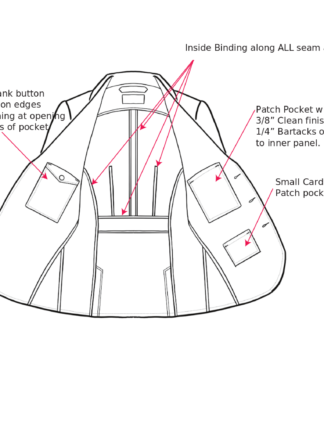 Inside Binding along ALL seam
ank button
on edges
ing at opening
s of pocket
Patch Pocket w
3/8" Clean finis
1/4" Bartacks o
to inner panel.
Small Card
Patch pock